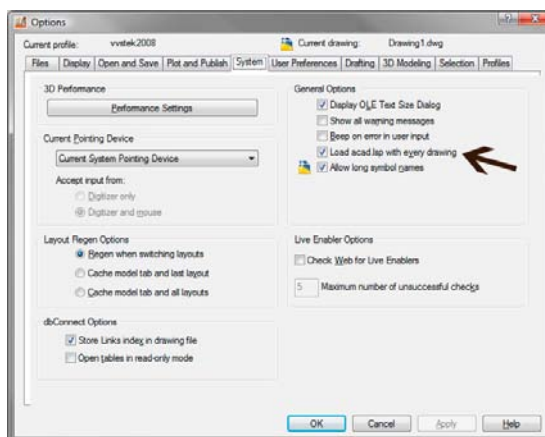 Options
Current profile: vvstek2008 Current drawing: Drawing1.dwg
Files Display Open and Save Plot and Publish System User Preferences Drafting 3D Modeling Selection Profiles
3D Performance
Performance Settings
Current Pointing Device
Current System Pointing Device
Accept input from:
Digitizer only
Digitizer and mouse
Layout Regen Options
Regen when switching layouts
Cache model tab and last layout
Cache model tab and all layouts
dbConnect Options
Store Links index in drawing file
Open tables in read-only mode
General Options
Display OLE Text Size Dialog
Show all warning messages
Beep on error in user input
Load acad.lsp with every drawing
Allow long symbol names
Live Enabler Options
Check Web for Live Enablers
5 Maximum number of unsuccessful checks
OK Cancel Apply Help